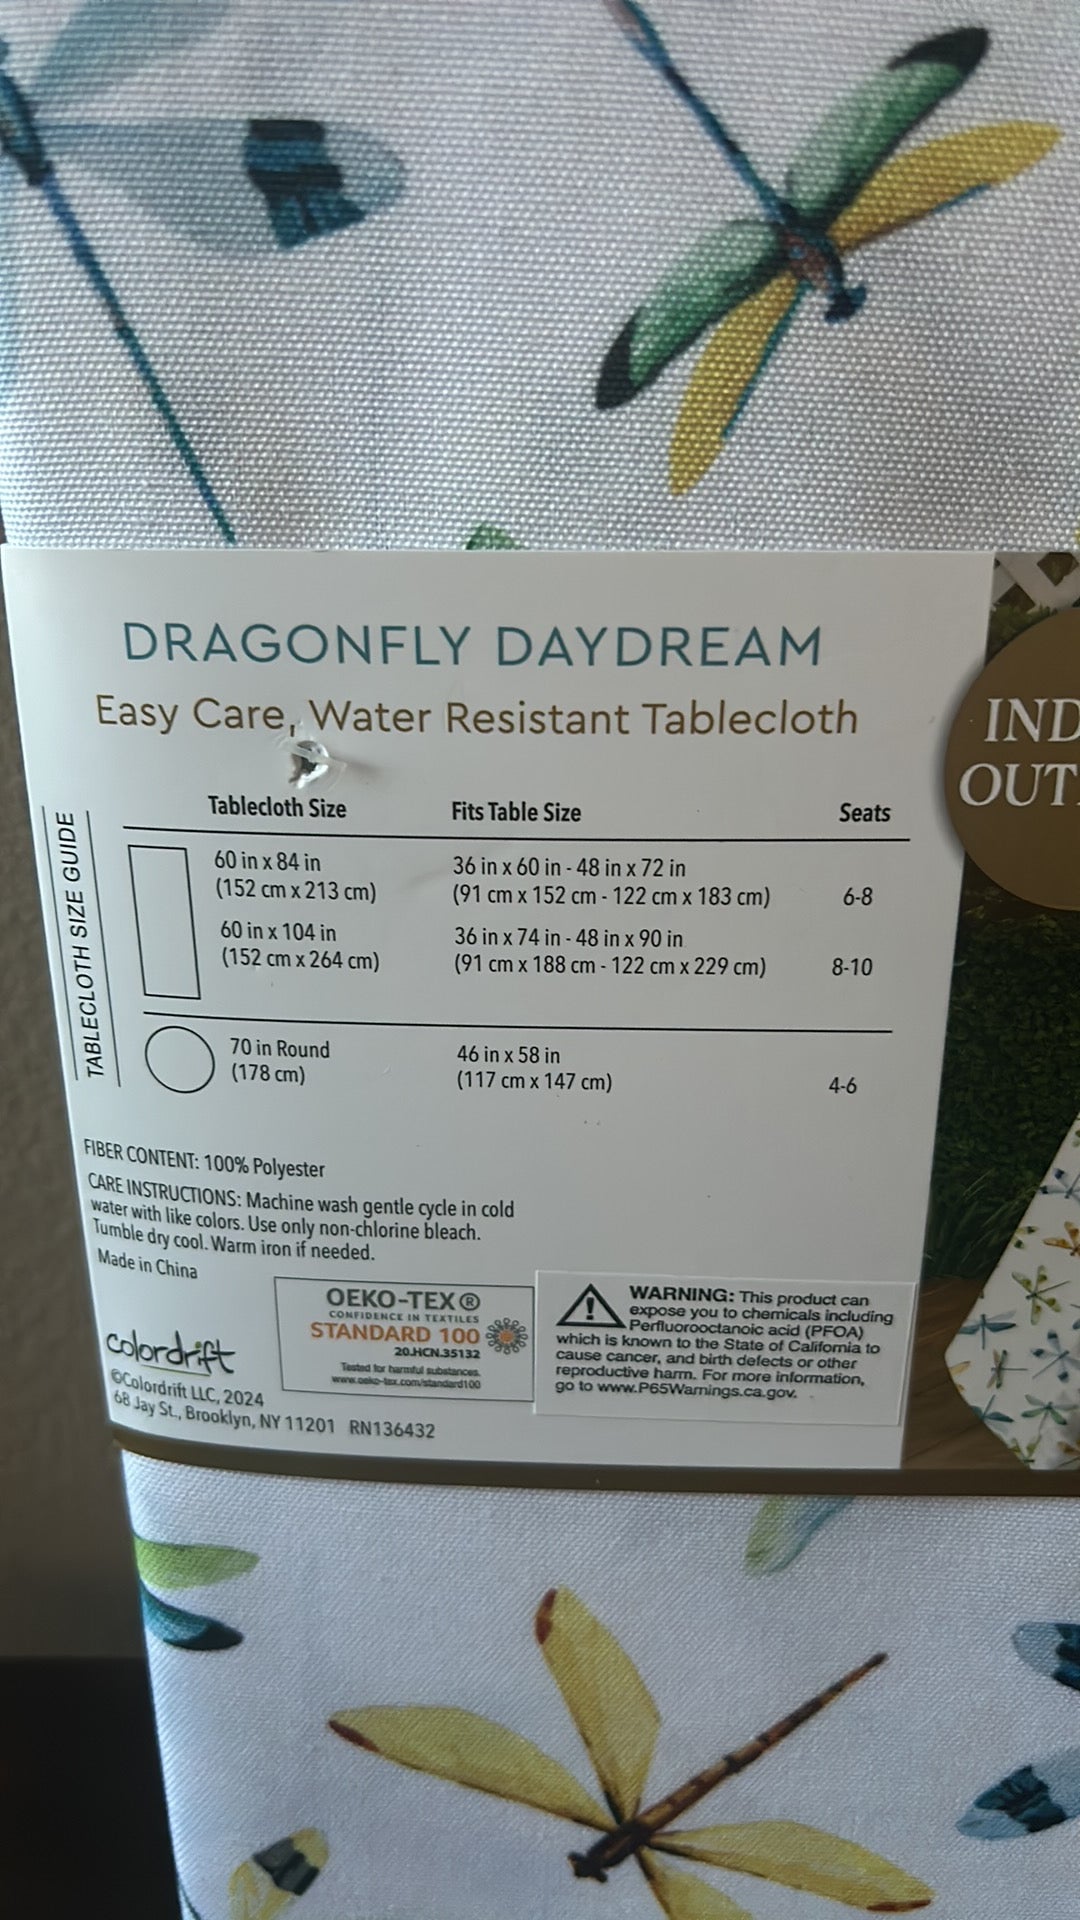 DRAGONFLY DAYDREAM
Easy Care, Water Resistant Tablecloth
IND
OUT
TABLECLOTH SIZE GUIDE
Tablecloth Size Fits Table Size Seats
60 in x 84 in 36 in x 60 in - 48 in x 72 in
(152 cm x 213 cm) (91 cm x 152 cm - 122 cm x 183 cm) 6-8
60 in x 104 in 36 in x 74 in - 48 in x 90 in
(152 cm x 264 cm) (91 cm x 188 cm - 122 cm x 229 cm) 8-10
70 in Round 46 in x 58 in
(178 cm) (117 cm x 147 cm) 4-6
FIBER CONTENT: 100% Polyester
CARE INSTRUCTIONS: Machine wash gentle cycle in cold
water with like colors. Use only non-chlorine bleach.
Tumble dry cool. Warm iron if needed.
Made in China
colordrift
©Colordrift LLC, 2024
68 Jay St., Brooklyn, NY 11201 RN136432
OEKO-TEX®
CONFIDENCE IN TEXTILES
STANDARD 100
20.HCN.35132
Tested for harmful substances.
www.oeko-tex.com/standard100
WARNING: This product can
expose you to chemicals including
Perfluorooctanoic acid (PFOA)
which is known to the State of California to
cause cancer, and birth defects or other
reproductive harm. For more information,
go to www.P65Warnings.ca.gov.